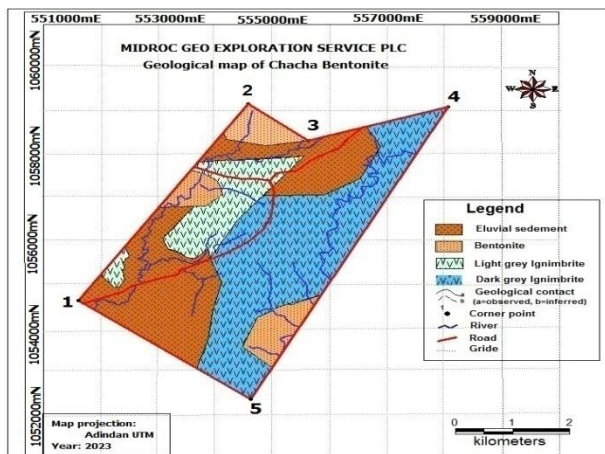 551000mE 553000mE 555000mE 557000mE 559000mE
MIDROC GEO EXPLORATION SERVICE PLC
Geological map of Chacha Bentonite
1060000mN
1058000mN
1056000mN
1054000mN
1052000mN
N
W E
S
2
3
4
1
5
Legend
Eluvial sedement
Bentonite
Light grey Ignimbrite
Dark grey Ignimbrite
Geological contact
(a=observed, b=inferred)
a
b
1
Corner point
River
Road
Gride
Map projection:
Adindan UTM
Year: 2023
0 1 2
kilometers